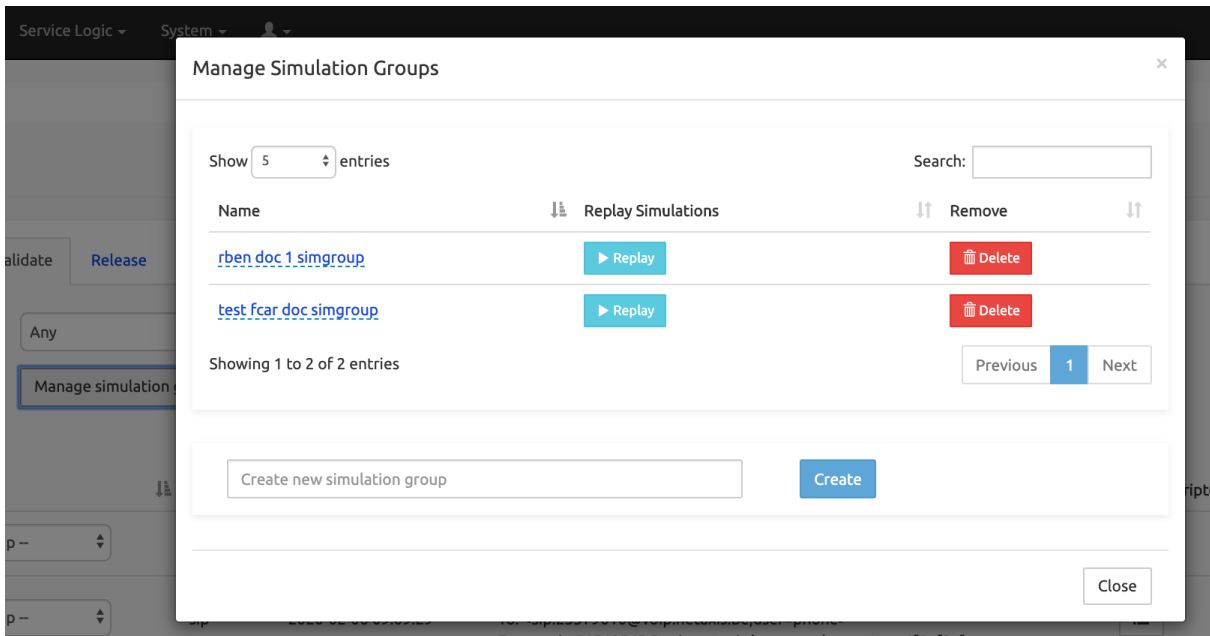 Service Logic System
Manage Simulation Groups ×
Show 5 entries Search:
Name Replay Simulations Remove
rben doc 1 simgroup Replay Delete
test fcar doc simgroup Replay Delete
Showing 1 to 2 of 2 entries Previous 1 Next
Create new simulation group Create
Close
alidate Release
Any
Manage simulation
ript
p --
p --